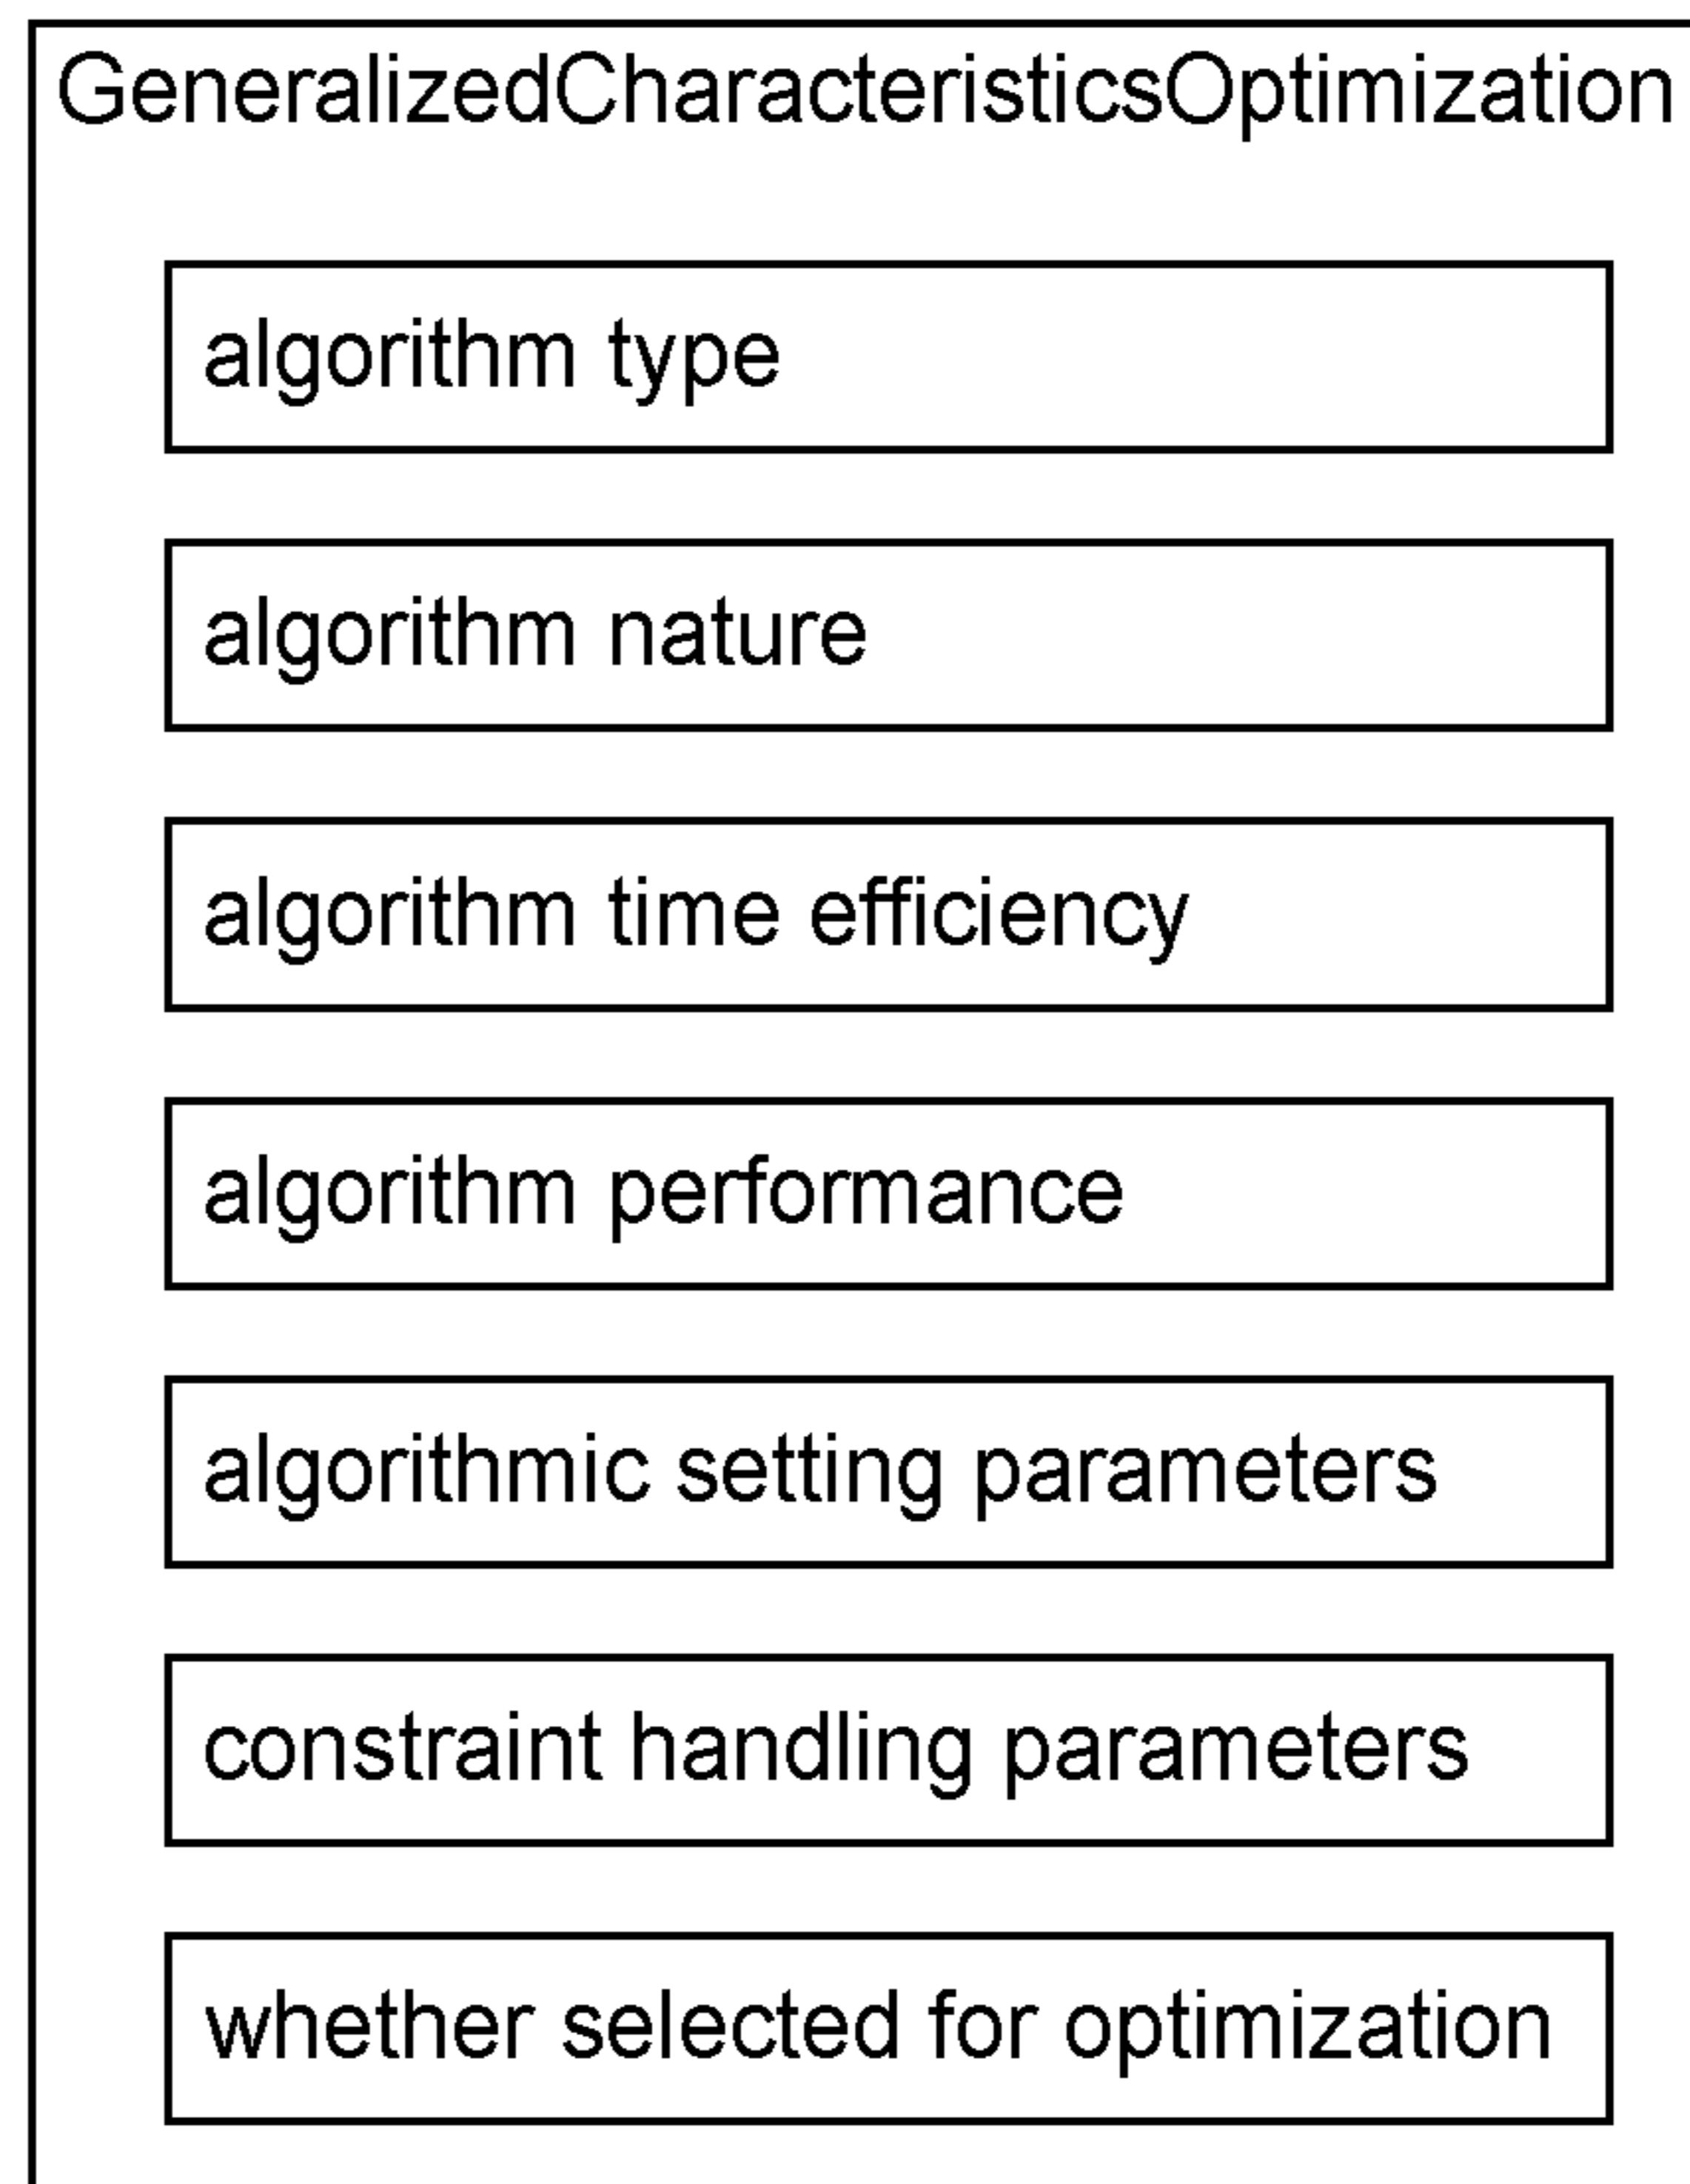 GeneralizedCharacteristicsOptimization
algorithm type
algorithm nature
algorithm time efficiency
algorithm performance
algorithmic setting parameters
constraint handling parameters
whether selected for optimization